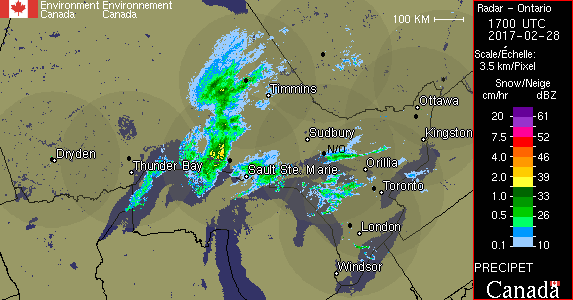 Environment Environnement
Canada Canada
Radar - Ontario
1700 UTC
2017-02-28
100 KM
Scale/Échelle:
3.5 km/Pixel
Snow/Neige
cm/hr dBZ
20 61
7.5 57
5.6 52
4.0 46
2.0 39
1.0 33
0.5 26
0.1 10
Timmins
Ottawa
Sudbury
Kingston
N/O
Dryden
Thunder Bay
Sault Ste. Marie
Orillia
Toronto
London
Windsor
PRECIPET
Canada